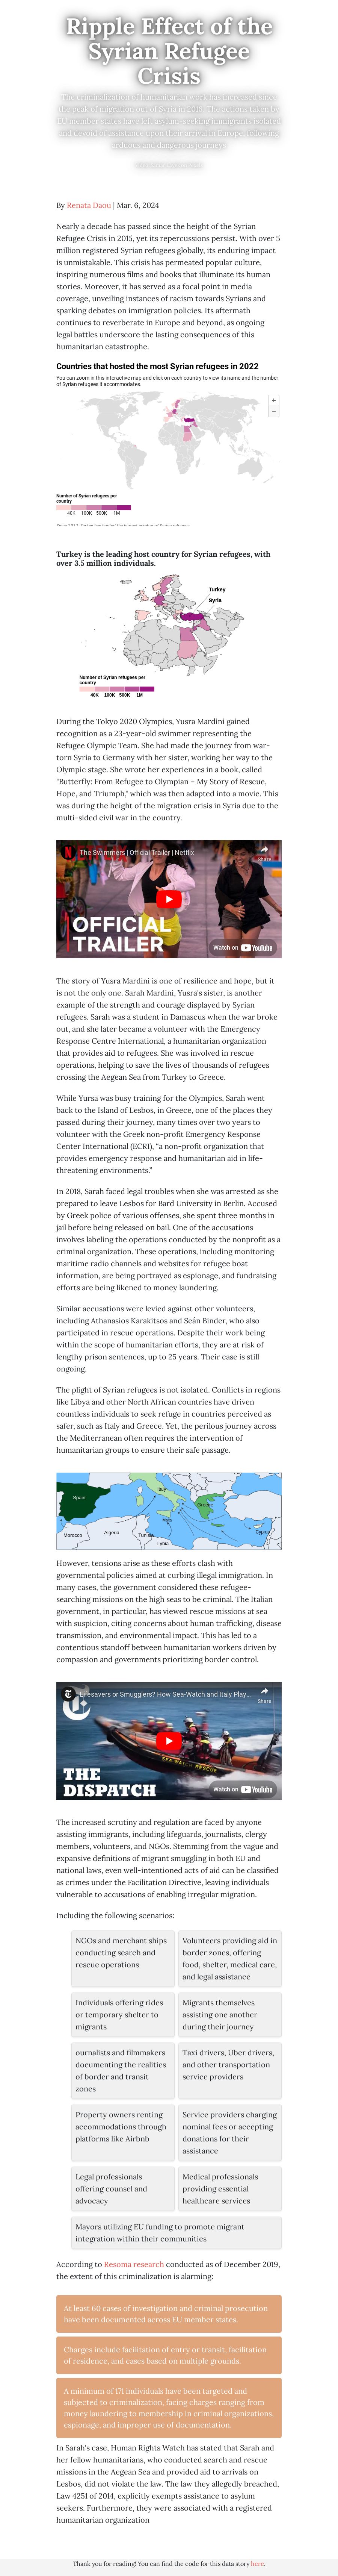 Ripple Effect of the
Syrian Refugee
Crisis
The criminalization of humanitarian work has increased since
the peak of migration out of Syria in 2016. The actions taken by
EU member states have left asylum-seeking immigrants isolated
and devoid of assistance upon their arrival in Europe, following
arduous and dangerous journeys.
By Renata Daou | Mar. 6, 2024
Nearly a decade has passed since the height of the Syrian
Refugee Crisis in 2015, yet its repercussions persist. With over 5
million registered Syrian refugees globally, its enduring impact
is unmistakable. This crisis has permeated popular culture,
inspiring numerous films and books that illuminate its human
stories. Moreover, it has served as a focal point in media
coverage, unveiling instances of racism towards Syrians and
sparking debates on immigration policies. Its aftermath
continues to reverberate in Europe and beyond, as ongoing
legal battles underscore the lasting consequences of this
humanitarian catastrophe.
Countries that hosted the most Syrian refugees in 2022
You can zoom in this interactive map and click on each country to view its name and the number
of Syrian refugees it accommodates.
+
−
Number of Syrian refugees per
country
40K 100K 500K 1M
Since 2011, Turkey has hosted the largest number of Syrian refugees
Turkey is the leading host country for Syrian refugees, with
over 3.5 million individuals.
Turkey
Syria
Number of Syrian refugees per
country
40K 100K 500K 1M
During the Tokyo 2020 Olympics, Yusra Mardini gained
recognition as a 23-year-old swimmer representing the
Refugee Olympic Team. She had made the journey from war-
torn Syria to Germany with her sister, working her way to the
Olympic stage. She wrote her experiences in a book, called
"Butterfly: From Refugee to Olympian – My Story of Rescue,
Hope, and Triumph," which was then adapted into a movie. This
was during the height of the migration crisis in Syria due to the
multi-sided civil war in the country.
N
The Swimmers | Official Trailer | Netflix
Share
OFFICIAL
TRAILER
Watch on YouTube
The story of Yusra Mardini is one of resilience and hope, but it
is not the only one. Sarah Mardini, Yusra's sister, is another
example of the strength and courage displayed by Syrian
refugees. Sarah was a student in Damascus when the war broke
out, and she later became a volunteer with the Emergency
Response Centre International, a humanitarian organization
that provides aid to refugees. She was involved in rescue
operations, helping to save the lives of thousands of refugees
crossing the Aegean Sea from Turkey to Greece.
While Yursa was busy training for the Olympics, Sarah went
back to the Island of Lesbos, in Greece, one of the places they
passed during their journey, many times over two years to
volunteer with the Greek non-profit Emergency Response
Center International (ECRI), “a non-profit organization that
provides emergency response and humanitarian aid in life-
threatening environments.”
In 2018, Sarah faced legal troubles when she was arrested as she
prepared to leave Lesbos for Bard University in Berlin. Accused
by Greek police of various offenses, she spent three months in
jail before being released on bail. One of the accusations
involves labeling the operations conducted by the nonprofit as a
criminal organization. These operations, including monitoring
maritime radio channels and websites for refugee boat
information, are being portrayed as espionage, and fundraising
efforts are being likened to money laundering.
Similar accusations were levied against other volunteers,
including Athanasios Karakitsos and Seán Binder, who also
participated in rescue operations. Despite their work being
within the scope of humanitarian efforts, they are at risk of
lengthy prison sentences, up to 25 years. Their case is still
ongoing.
The plight of Syrian refugees is not isolated. Conflicts in regions
like Libya and other North African countries have driven
countless individuals to seek refuge in countries perceived as
safer, such as Italy and Greece. Yet, the perilous journey across
the Mediterranean often requires the intervention of
humanitarian groups to ensure their safe passage.
Spain
Italy
Greece
Malta
Morocco
Algeria
Tunisia
Lybia
Cyprus
However, tensions arise as these efforts clash with
governmental policies aimed at curbing illegal immigration. In
many cases, the government considered these refugee-
searching missions on the high seas to be criminal. The Italian
government, in particular, has viewed rescue missions at sea
with suspicion, citing concerns about human trafficking, disease
transmission, and environmental impact. This has led to a
contentious standoff between humanitarian workers driven by
compassion and governments prioritizing border control.
Lifesavers or Smugglers? How Sea-Watch and Italy Play...
Share
SEA-WATCH RESCUE
THE
DISPATCH
Watch on YouTube
The increased scrutiny and regulation are faced by anyone
assisting immigrants, including lifeguards, journalists, clergy
members, volunteers, and NGOs. Stemming from the vague and
expansive definitions of migrant smuggling in both EU and
national laws, even well-intentioned acts of aid can be classified
as crimes under the Facilitation Directive, leaving individuals
vulnerable to accusations of enabling irregular migration.
Including the following scenarios:
NGOs and merchant ships
conducting search and
rescue operations
Volunteers providing aid in
border zones, offering
food, shelter, medical care,
and legal assistance
Individuals offering rides
or temporary shelter to
migrants
Migrants themselves
assisting one another
during their journey
ournalists and filmmakers
documenting the realities
of border and transit
zones
Taxi drivers, Uber drivers,
and other transportation
service providers
Property owners renting
accommodations through
platforms like Airbnb
Service providers charging
nominal fees or accepting
donations for their
assistance
Legal professionals
offering counsel and
advocacy
Medical professionals
providing essential
healthcare services
Mayors utilizing EU funding to promote migrant
integration within their communities
According to Resoma research conducted as of December 2019,
the extent of this criminalization is alarming:
At least 60 cases of investigation and criminal prosecution
have been documented across EU member states.
Charges include facilitation of entry or transit, facilitation
of residence, and cases based on multiple grounds.
A minimum of 171 individuals have been targeted and
subjected to criminalization, facing charges ranging from
money laundering to membership in criminal organizations,
espionage, and improper use of documentation.
In Sarah's case, Human Rights Watch has stated that Sarah and
her fellow humanitarians, who conducted search and rescue
missions in the Aegean Sea and provided aid to arrivals on
Lesbos, did not violate the law. The law they allegedly breached,
Law 4251 of 2014, explicitly exempts assistance to asylum
seekers. Furthermore, they were associated with a registered
humanitarian organization
Thank you for reading! You can find the code for this data story here.